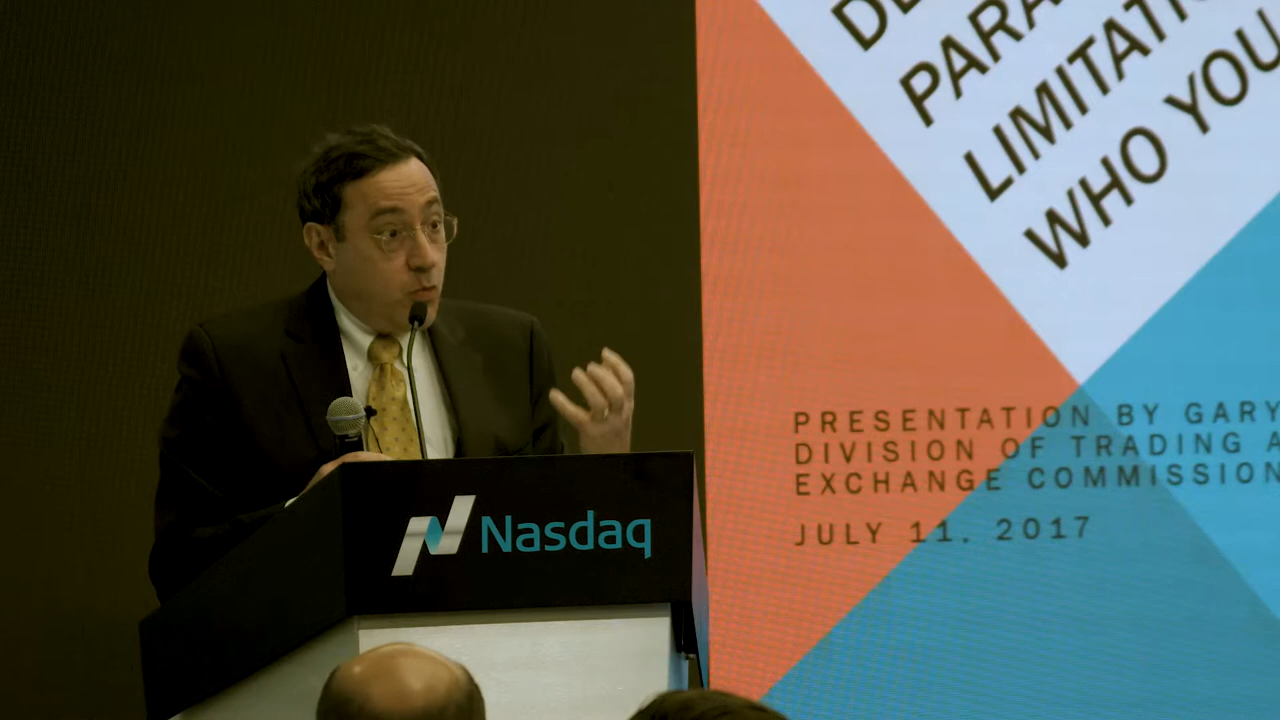 PARA
LIMITATI
WHO YOU
PRESENTATION BY GARY
DIVISION OF TRADING A
EXCHANGE COMMISSION
JULY 11, 2017
Nasdaq